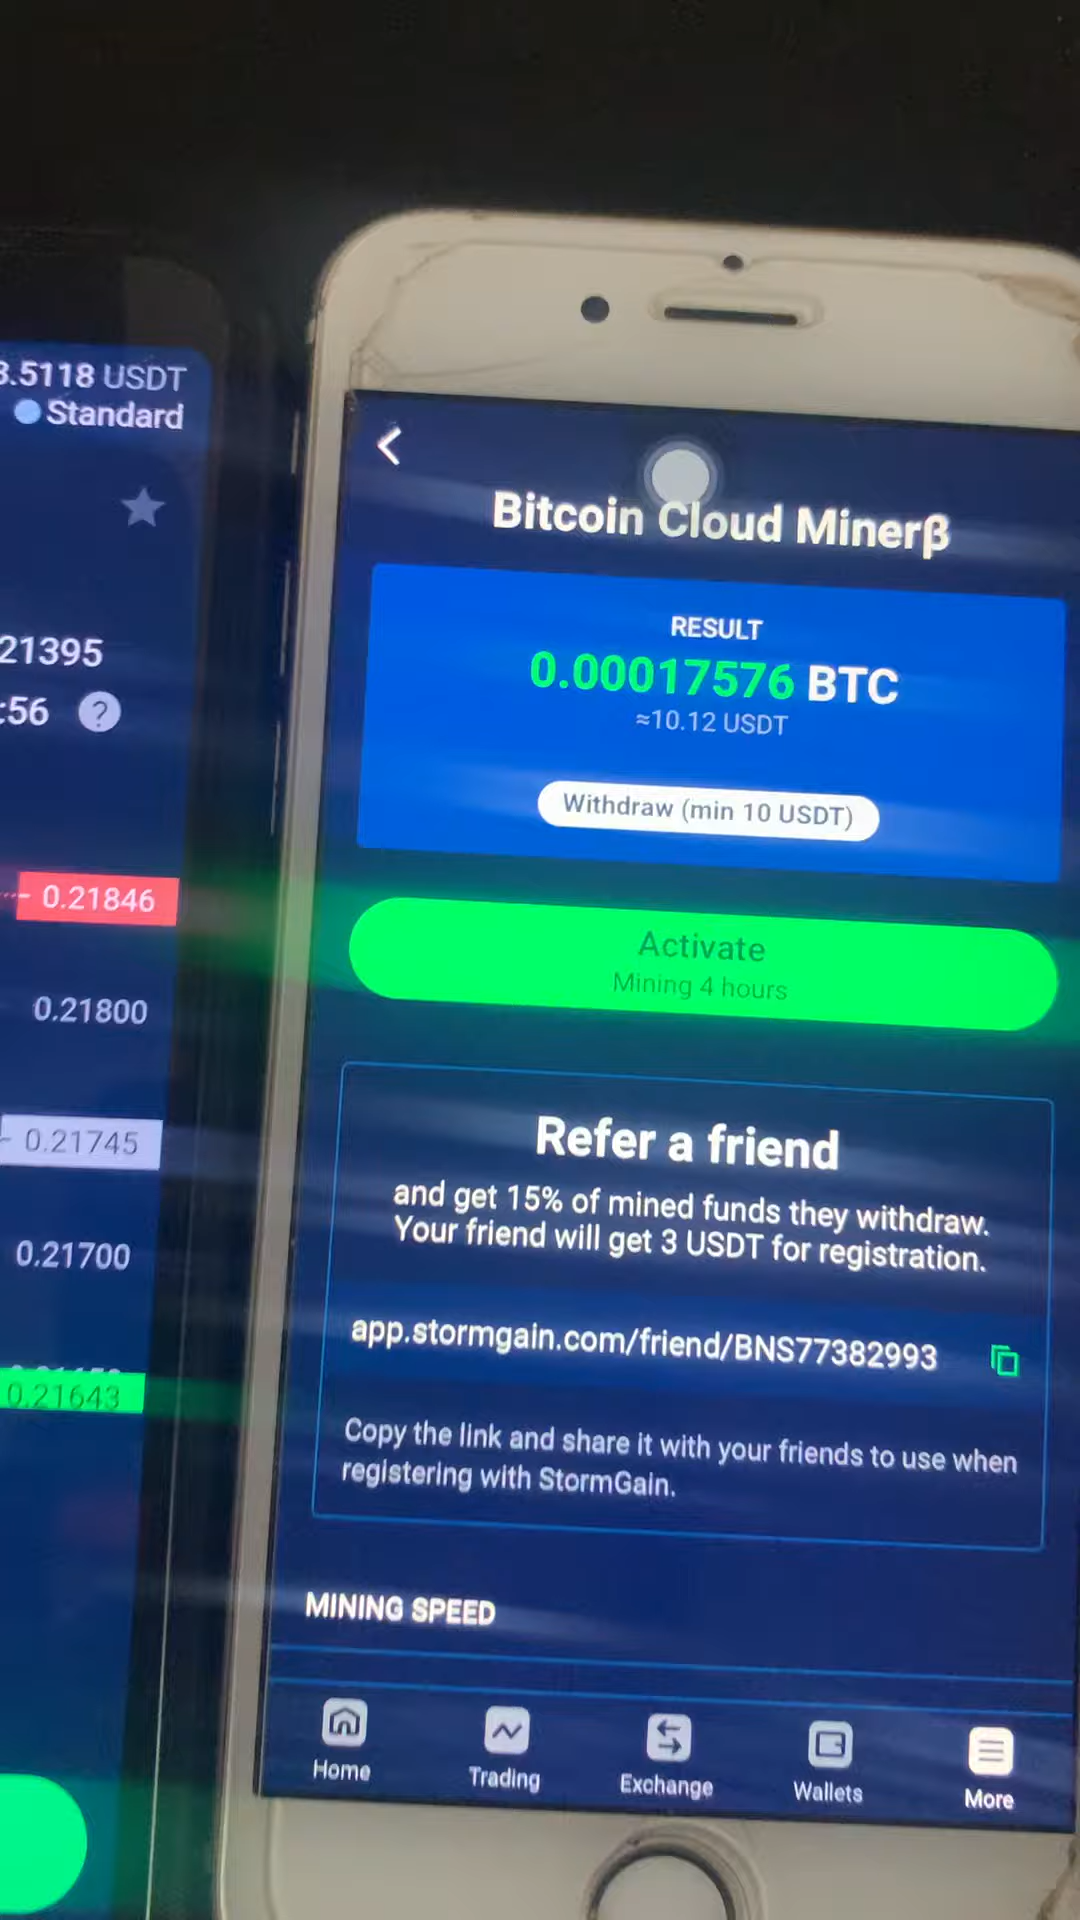 3.5118 USDT
Standard
21395
:56 ?
0.21846
0.21800
0.21745
0.21700
0.21643
Bitcoin Cloud Minerβ
RESULT
0.00017576 BTC
≈10.12 USDT
Withdraw (min 10 USDT)
Activate
Mining 4 hours
Refer a friend
and get 15% of mined funds they withdraw.
Your friend will get 3 USDT for registration.
app.stormgain.com/friend/BNS77382993
Copy the link and share it with your friends to use when
registering with StormGain.
MINING SPEED
Home
Trading
Exchange
Wallets
More